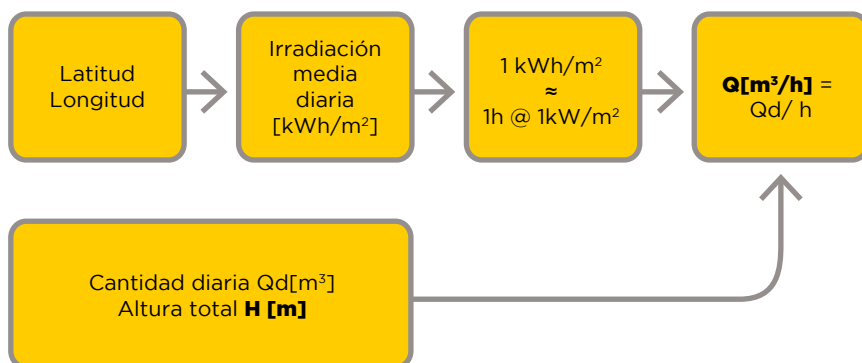 Latitud
Longitud
Irradiación
media
diaria
[kWh/m²]
1 kWh/m²
≈
1h @ 1kW/m²
Q[m³/h] =
Qd/ h
Cantidad diaria Qd[m³]
Altura total H [m]